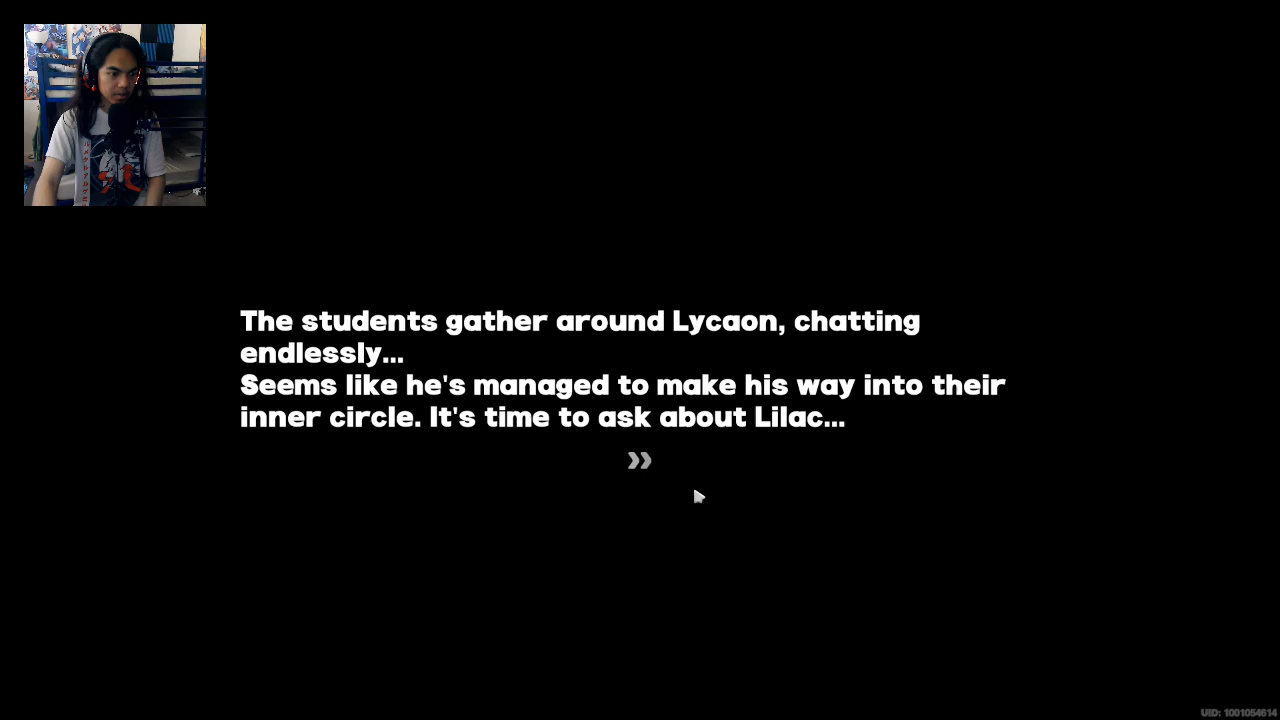 The students gather around Lycaon, chatting
endlessly...
Seems like he's managed to make his way into their
inner circle. It's time to ask about Lilac...
UID: 1001054614